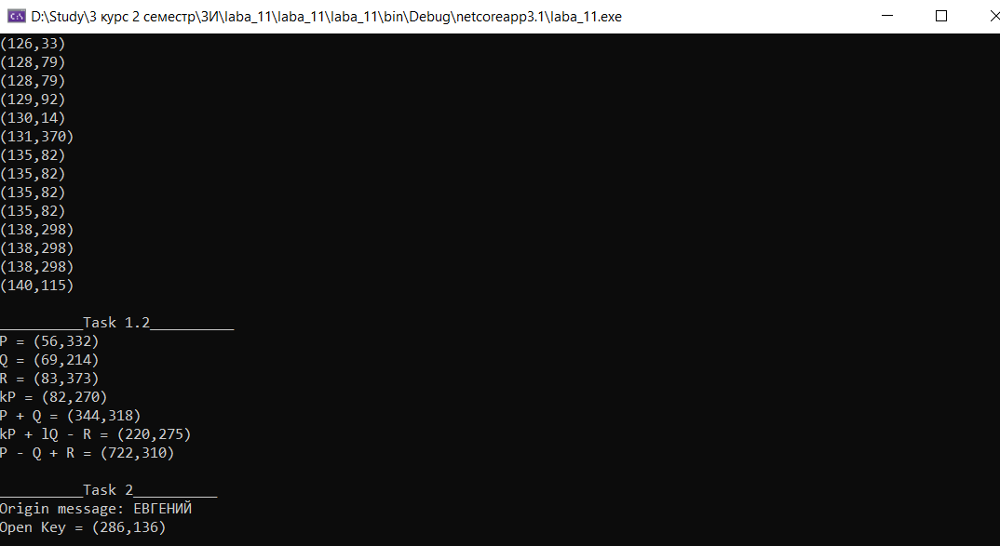 D:\Study\3 курс 2 семестр\ЗИ\laba_11\laba_11\laba_11\bin\Debug\netcoreapp3.1\laba_11.exe
(126,33)
(128,79)
(128,79)
(129,92)
(130,14)
(131,370)
(135,82)
(135,82)
(135,82)
(135,82)
(138,298)
(138,298)
(138,298)
(140,115)
__________Task 1.2__________
P = (56,332)
Q = (69,214)
R = (83,373)
kP = (82,270)
P + Q = (344,318)
kP + lQ - R = (220,275)
P - Q + R = (722,310)
__________Task 2__________
Origin message: ЕВГЕНИЙ
Open Key = (286,136)